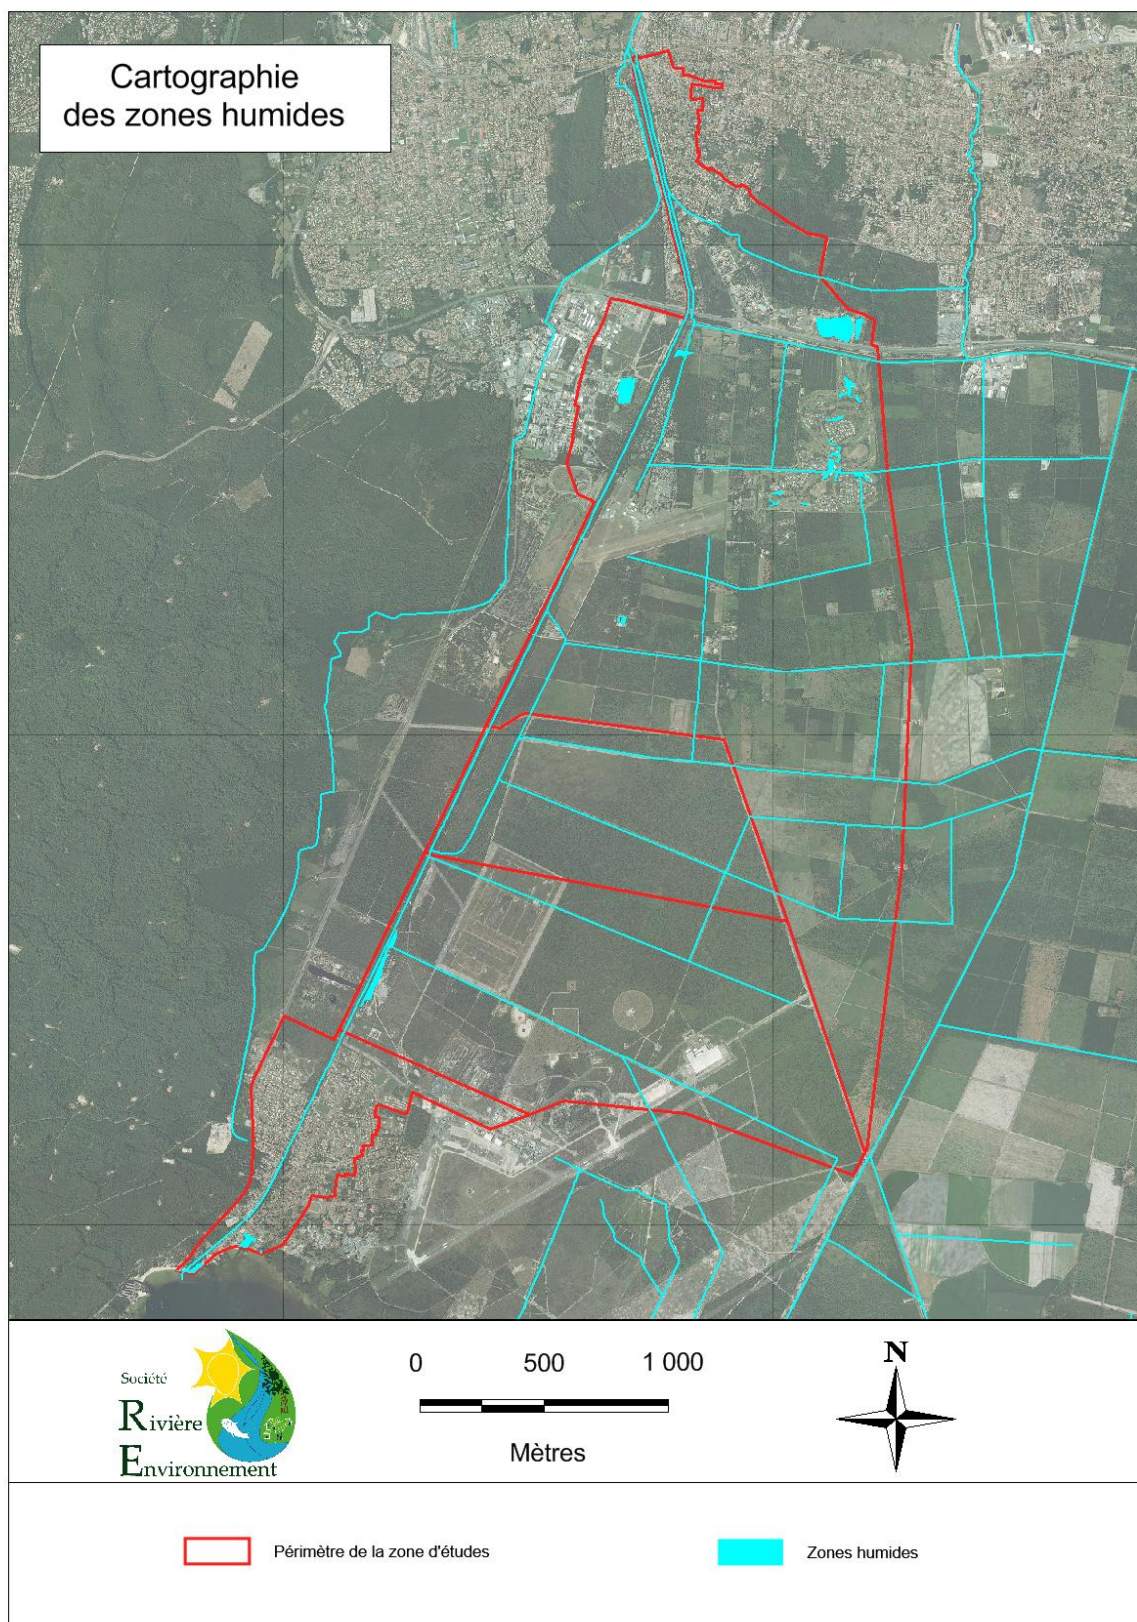 Cartographie
des zones humides
Société
Rivière
Environnement
0 500 1 000
Mètres
N
Périmètre de la zone d'études
Zones humides